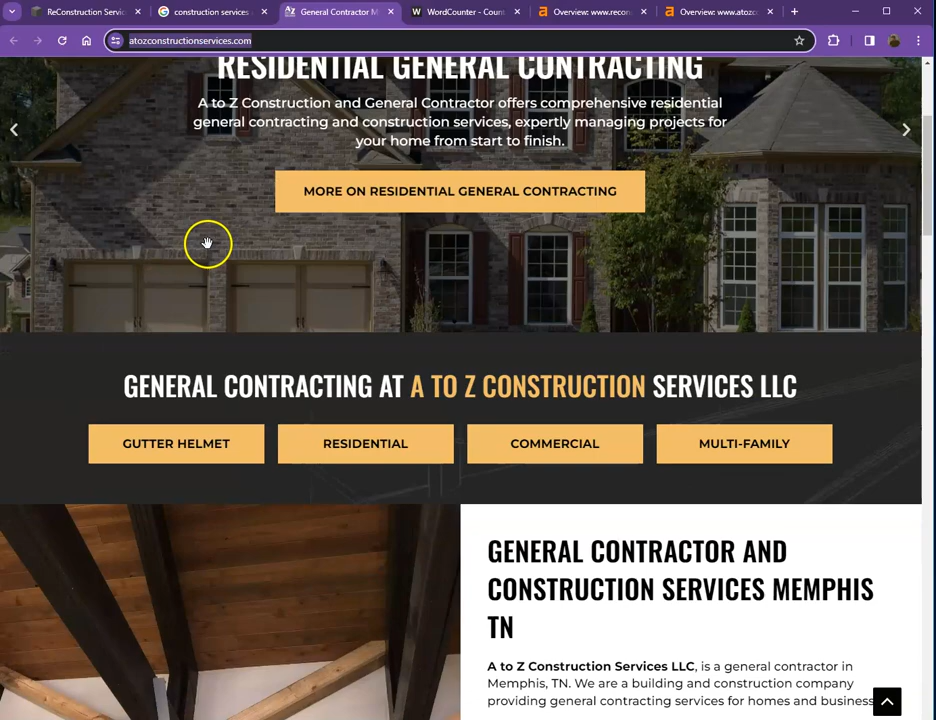 ReConstruction Servic
construction services
General Contractor M
WordCounter - Count
Overview: www.recon
Overview: www.atozc
atozconstructionservices.com
RESIDENTIAL GENERAL CONTRACTING
A to Z Construction and General Contractor offers comprehensive residential
general contracting and construction services, expertly managing projects for
your home from start to finish.
MORE ON RESIDENTIAL GENERAL CONTRACTING
GENERAL CONTRACTING AT A TO Z CONSTRUCTION SERVICES LLC
GUTTER HELMET
RESIDENTIAL
COMMERCIAL
MULTI-FAMILY
GENERAL CONTRACTOR AND
CONSTRUCTION SERVICES MEMPHIS
TN
A to Z Construction Services LLC, is a general contractor in
Memphis, TN. We are a building and construction company
providing general contracting services for homes and business